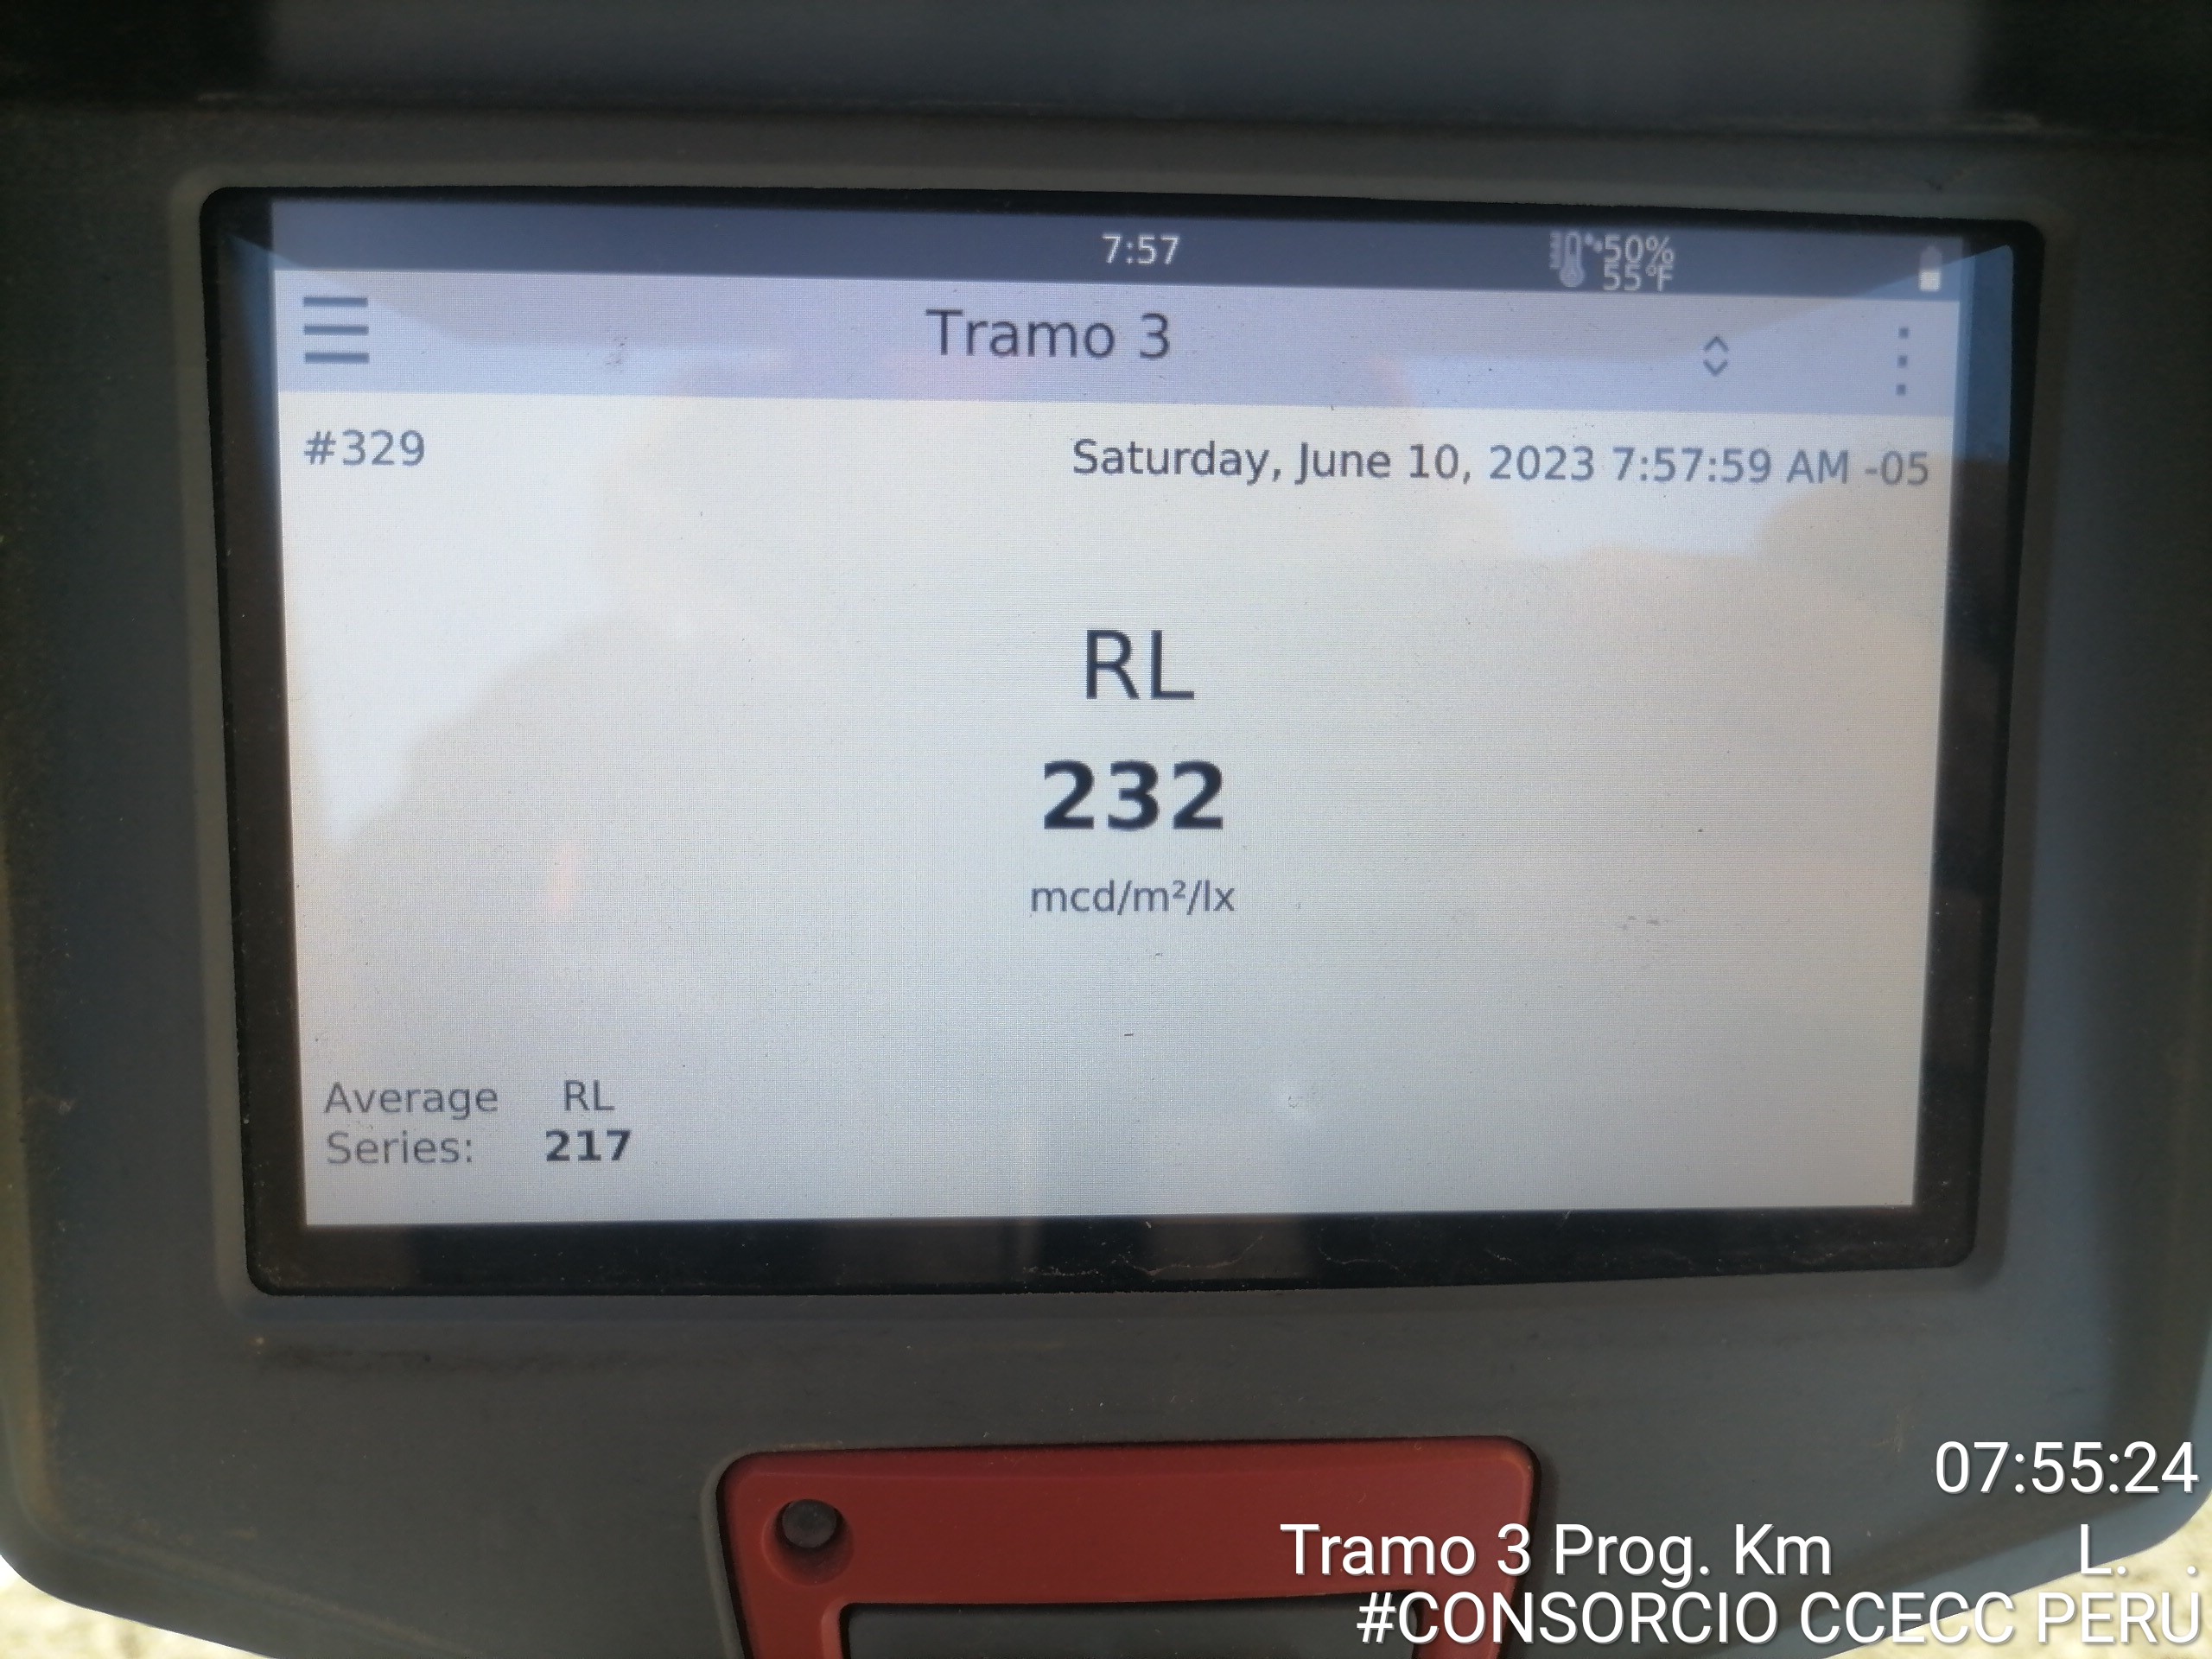 7:57
50%
55°F
Tramo 3
#329
Saturday, June 10, 2023 7:57:59 AM -05
RL
232
mcd/m²/lx
Average RL
Series: 217
07:55:24
Tramo 3 Prog. Km L. .
#CONSORCIO CCECC PERU